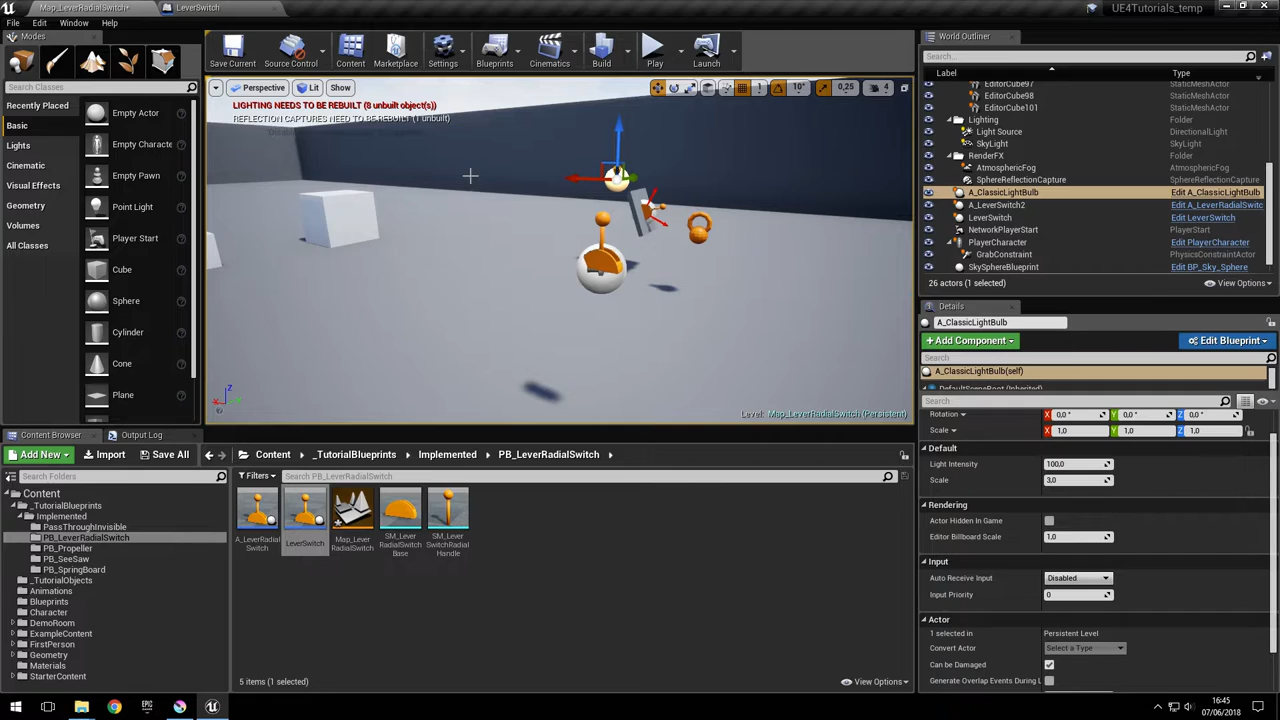 Map_LeverRadialSwitch*
LeverSwitch
UE4Tutorials_temp
File Edit Window Help
Modes
Search Classes
Recently Placed
Basic
Lights
Cinematic
Visual Effects
Geometry
Volumes
All Classes
Empty Actor
Empty Characte
Empty Pawn
Point Light
Player Start
Cube
Sphere
Cylinder
Cone
Plane
Save Current
Source Control
Content
Marketplace
Settings
Blueprints
Cinematics
Build
Play
Launch
Perspective
Lit
Show
10°
0,25
4
LIGHTING NEEDS TO BE REBUILT (8 unbuilt object(s))
REFLECTION CAPTURES NEED TO BE REBUILT (1 unbuilt)
Level: Map_LeverRadialSwitch (Persistent)
World Outliner
Search...
Label Type
EditorCube97 StaticMeshActor
EditorCube98 StaticMeshActor
EditorCube101 StaticMeshActor
Lighting Folder
Light Source DirectionalLight
SkyLight SkyLight
RenderFX Folder
AtmosphericFog AtmosphericFog
SphereReflectionCapture SphereReflectionCapture
A_ClassicLightBulb Edit A_ClassicLightBulb
A_LeverSwitch2 Edit A_LeverRadialSwitc
LeverSwitch Edit LeverSwitch
NetworkPlayerStart PlayerStart
PlayerCharacter Edit PlayerCharacter
GrabConstraint PhysicsConstraintActor
SkySphereBlueprint Edit BP_Sky_Sphere
26 actors (1 selected)
View Options
Details
A_ClassicLightBulb
+Add Component
Edit Blueprint
Search
A_ClassicLightBulb(self)
DefaultSceneRoot (Inherited)
Search
Rotation X 0,0 ° Y 0,0 ° Z 0,0 °
Scale X 1,0 Y 1,0 Z 1,0
Default
Light Intensity 100,0
Scale 3,0
Rendering
Actor Hidden In Game
Editor Billboard Scale 1,0
Input
Auto Receive Input Disabled
Input Priority 0
Actor
1 selected in Persistent Level
Convert Actor Select a Type
Can be Damaged
Generate Overlap Events During L
Content Browser
Output Log
Add New
Import
Save All
Content
_TutorialBlueprints
Implemented
PB_LeverRadialSwitch
Search Folders
Filters
Search PB_LeverRadialSwitch
Content
_TutorialBlueprints
Implemented
PassThroughInvisible
PB_LeverRadialSwitch
PB_Propeller
PB_SeeSaw
PB_SpringBoard
_TutorialObjects
Animations
Blueprints
Character
DemoRoom
ExampleContent
FirstPerson
Geometry
Materials
StarterContent
A_LeverRadial
Switch
LeverSwitch
Map_Lever
RadialSwitch
SM_Lever
RadialSwitch
Base
SM_Lever
SwitchRadial
Handle
5 items (1 selected)
View Options
16:45
07/06/2018